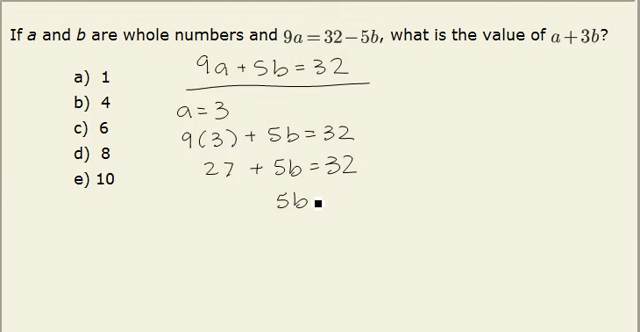 If a and b are whole numbers and 9a=32−5b, what is the value of a+3b?
a) 1
b) 4
c) 6
d) 8
e) 10
9a + 5b = 32
a = 3
9(3) + 5b = 32
27 + 5b = 32
5b